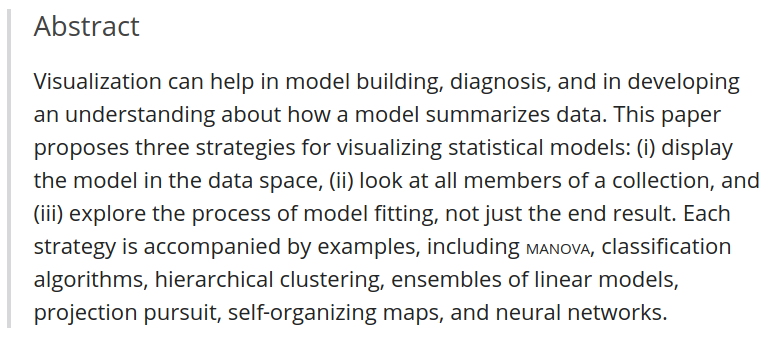 Abstract
Visualization can help in model building, diagnosis, and in developing
an understanding about how a model summarizes data. This paper
proposes three strategies for visualizing statistical models: (i) display
the model in the data space, (ii) look at all members of a collection, and
(iii) explore the process of model fitting, not just the end result. Each
strategy is accompanied by examples, including MANOVA, classification
algorithms, hierarchical clustering, ensembles of linear models,
projection pursuit, self-organizing maps, and neural networks.